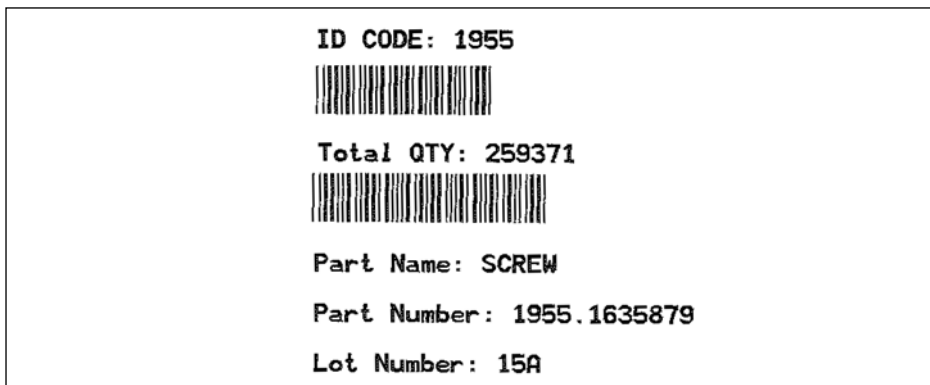 ID CODE: 1955
Total QTY: 259371
Part Name: SCREW
Part Number: 1955.1635879
Lot Number: 15A